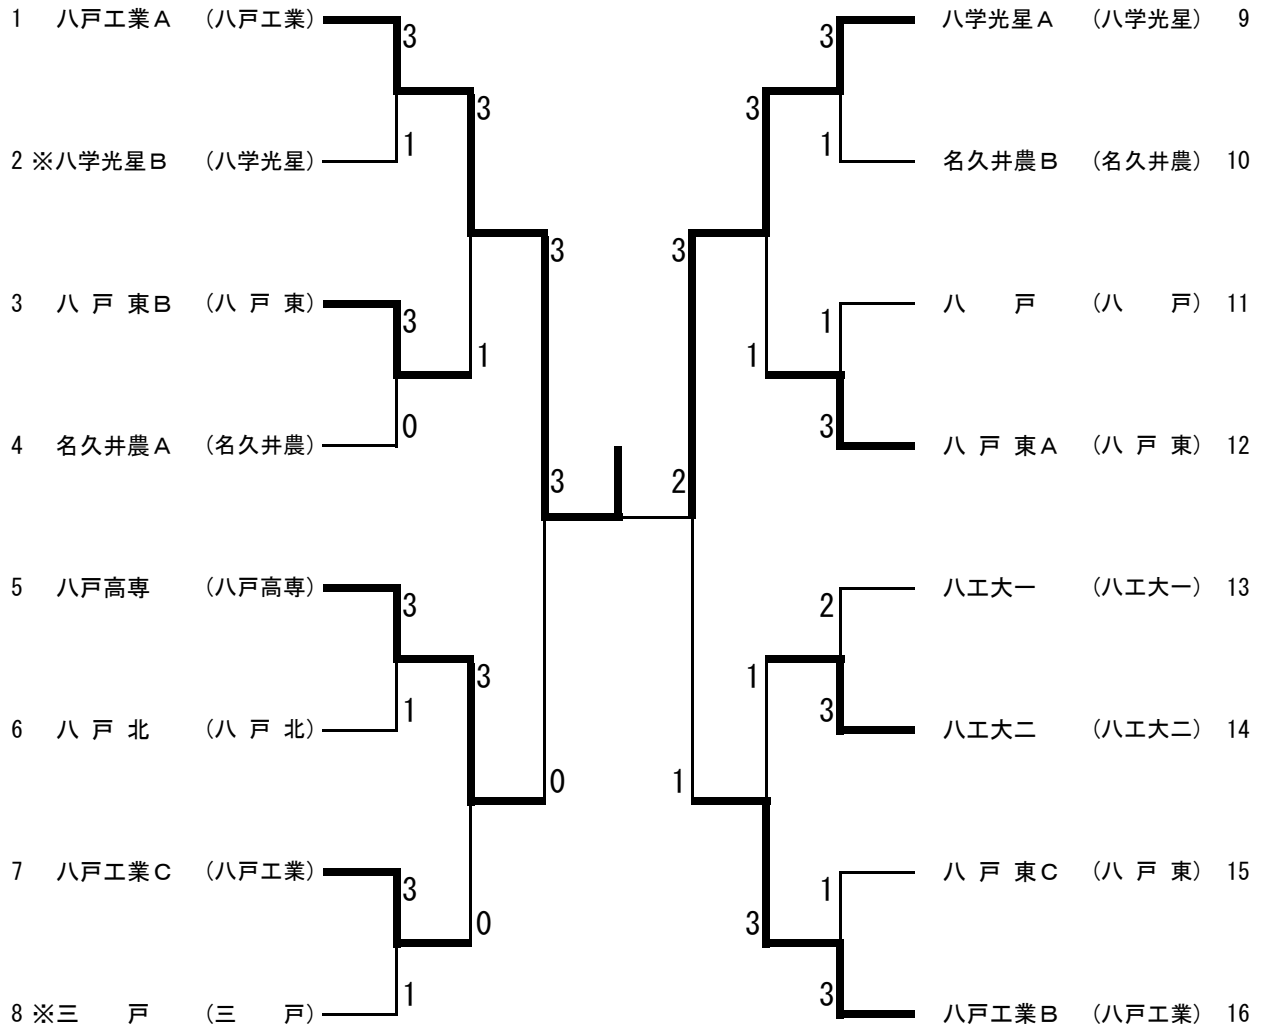 1 八戸工業A (八戸工業)
3
1
2 ※八学光星B (八学光星)
3
3 八 戸 東B (八 戸 東)
3
0
4 名久井農A (名久井農)
1
3
5 八戸高専 (八戸高専)
3
1
6 八 戸 北 (八 戸 北)
3
7 八戸工業C (八戸工業)
3
1
8 ※三 戸 (三 戸)
0
0
3
2
八学光星A (八学光星) 9
3
1
名久井農B (名久井農) 10
3
八 戸 (八 戸) 11
1
3
八 戸 東A (八 戸 東) 12
1
3
八工大一 (八工大一) 13
2
3
八工大二 (八工大二) 14
1
八 戸 東C (八 戸 東) 15
1
3
八戸工業B (八戸工業) 16
3
1